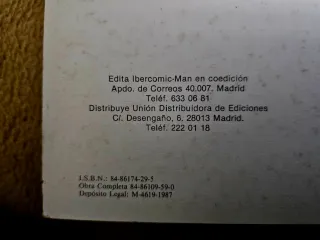 Edita Ibercomic-Man en coedición
Apdo. de Correos 40.007. Madrid
Teléf. 633 06 81
Distribuye Unión Distribuidora de Ediciones
C/. Desengaño, 6. 28013 Madrid.
Teléf. 222 01 18
I.S.B.N.: 84-86174-29-5
Obra Completa 84-86109-59-0
Depósito Legal: M-4619-1987